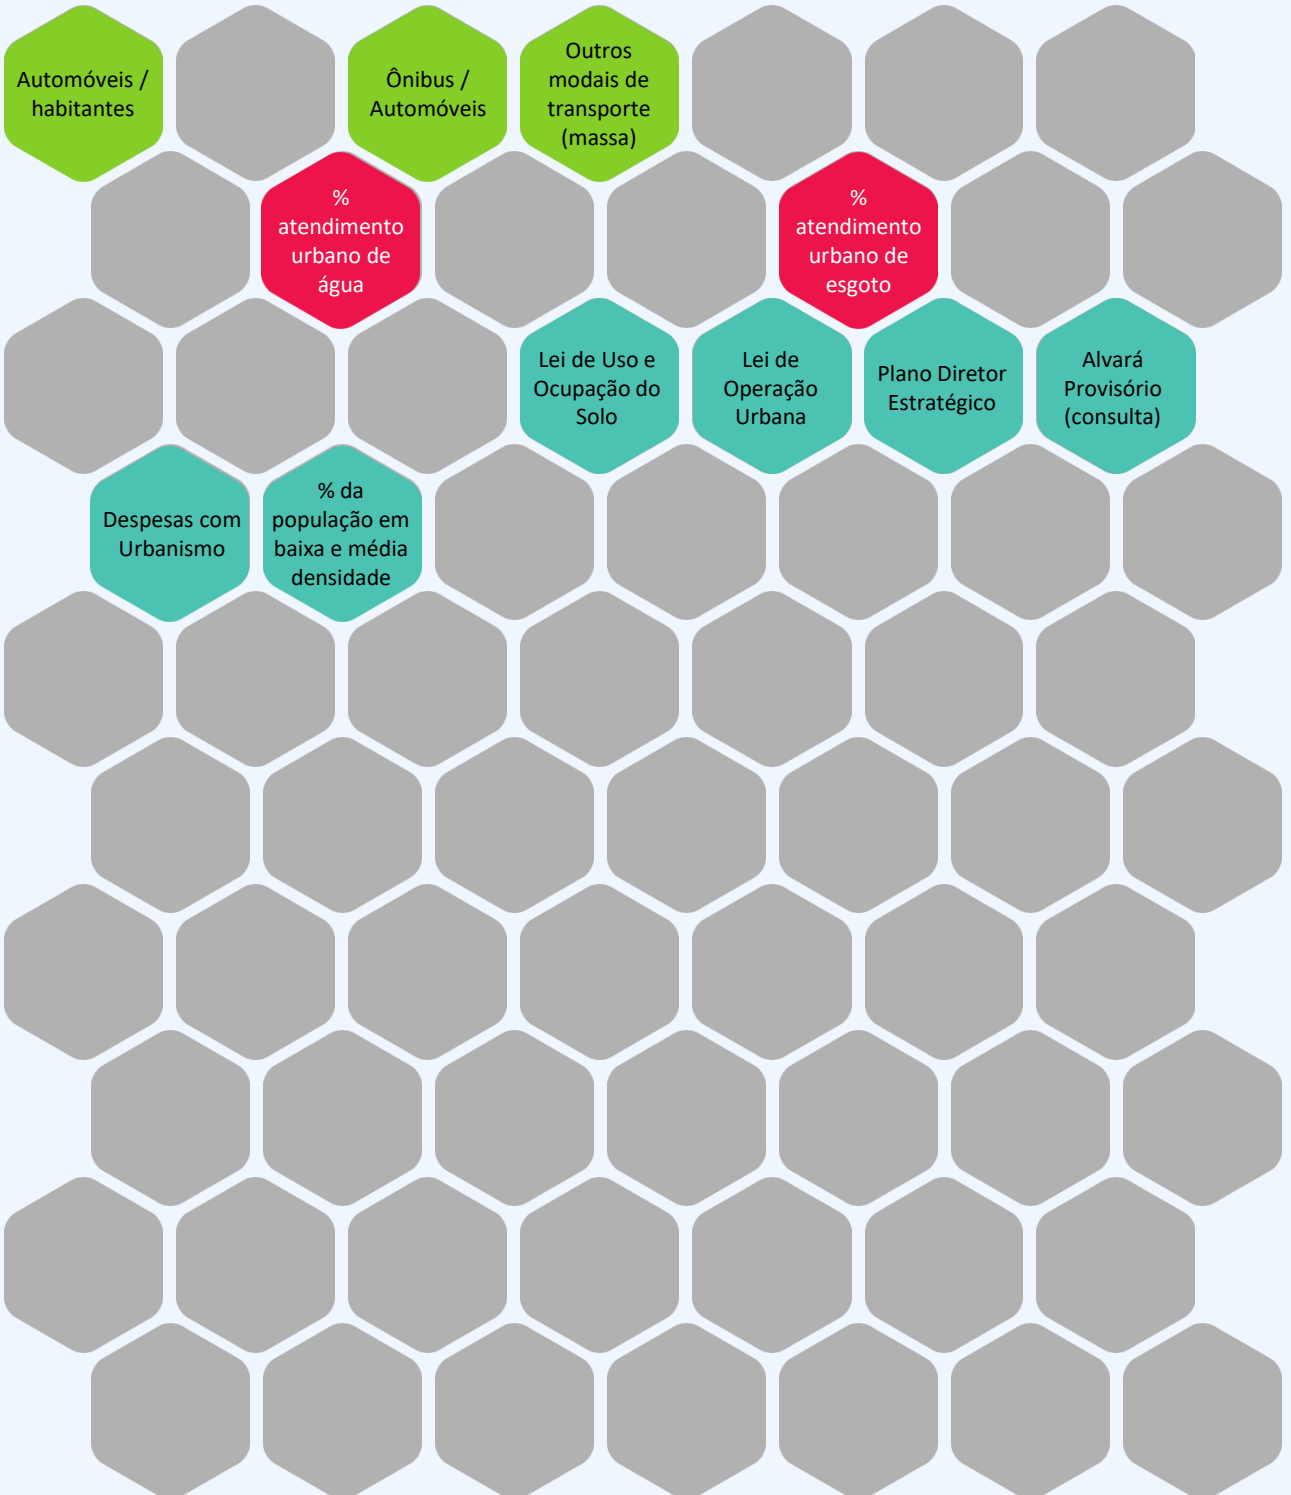 Automóveis /
habitantes
Ônibus /
Automóveis
Outros
modais de
transporte
(massa)
%
atendimento
urbano de
água
%
atendimento
urbano de
esgoto
Lei de Uso e
Ocupação do
Solo
Lei de
Operação
Urbana
Plano Diretor
Estratégico
Alvará
Provisório
(consulta)
Despesas com
Urbanismo
% da
população em
baixa e média
densidade